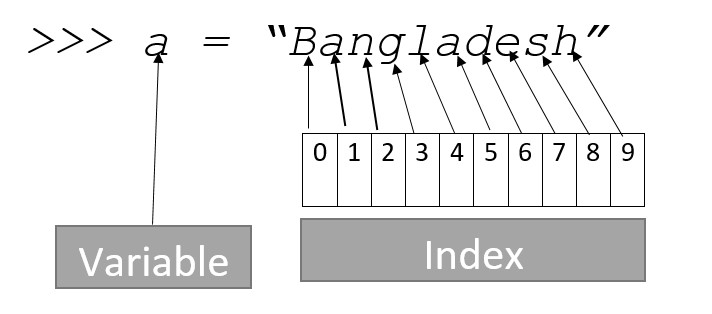 >>> a = “Bangladesh”
0 1 2 3 4 5 6 7 8 9
Variable
Index